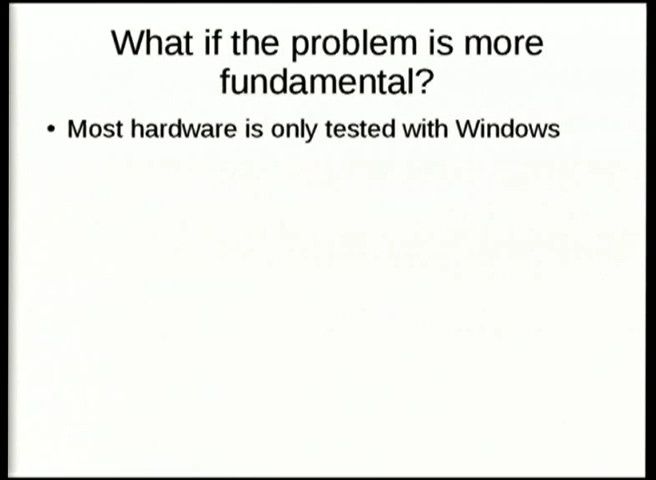 What if the problem is more
fundamental?
• Most hardware is only tested with Windows